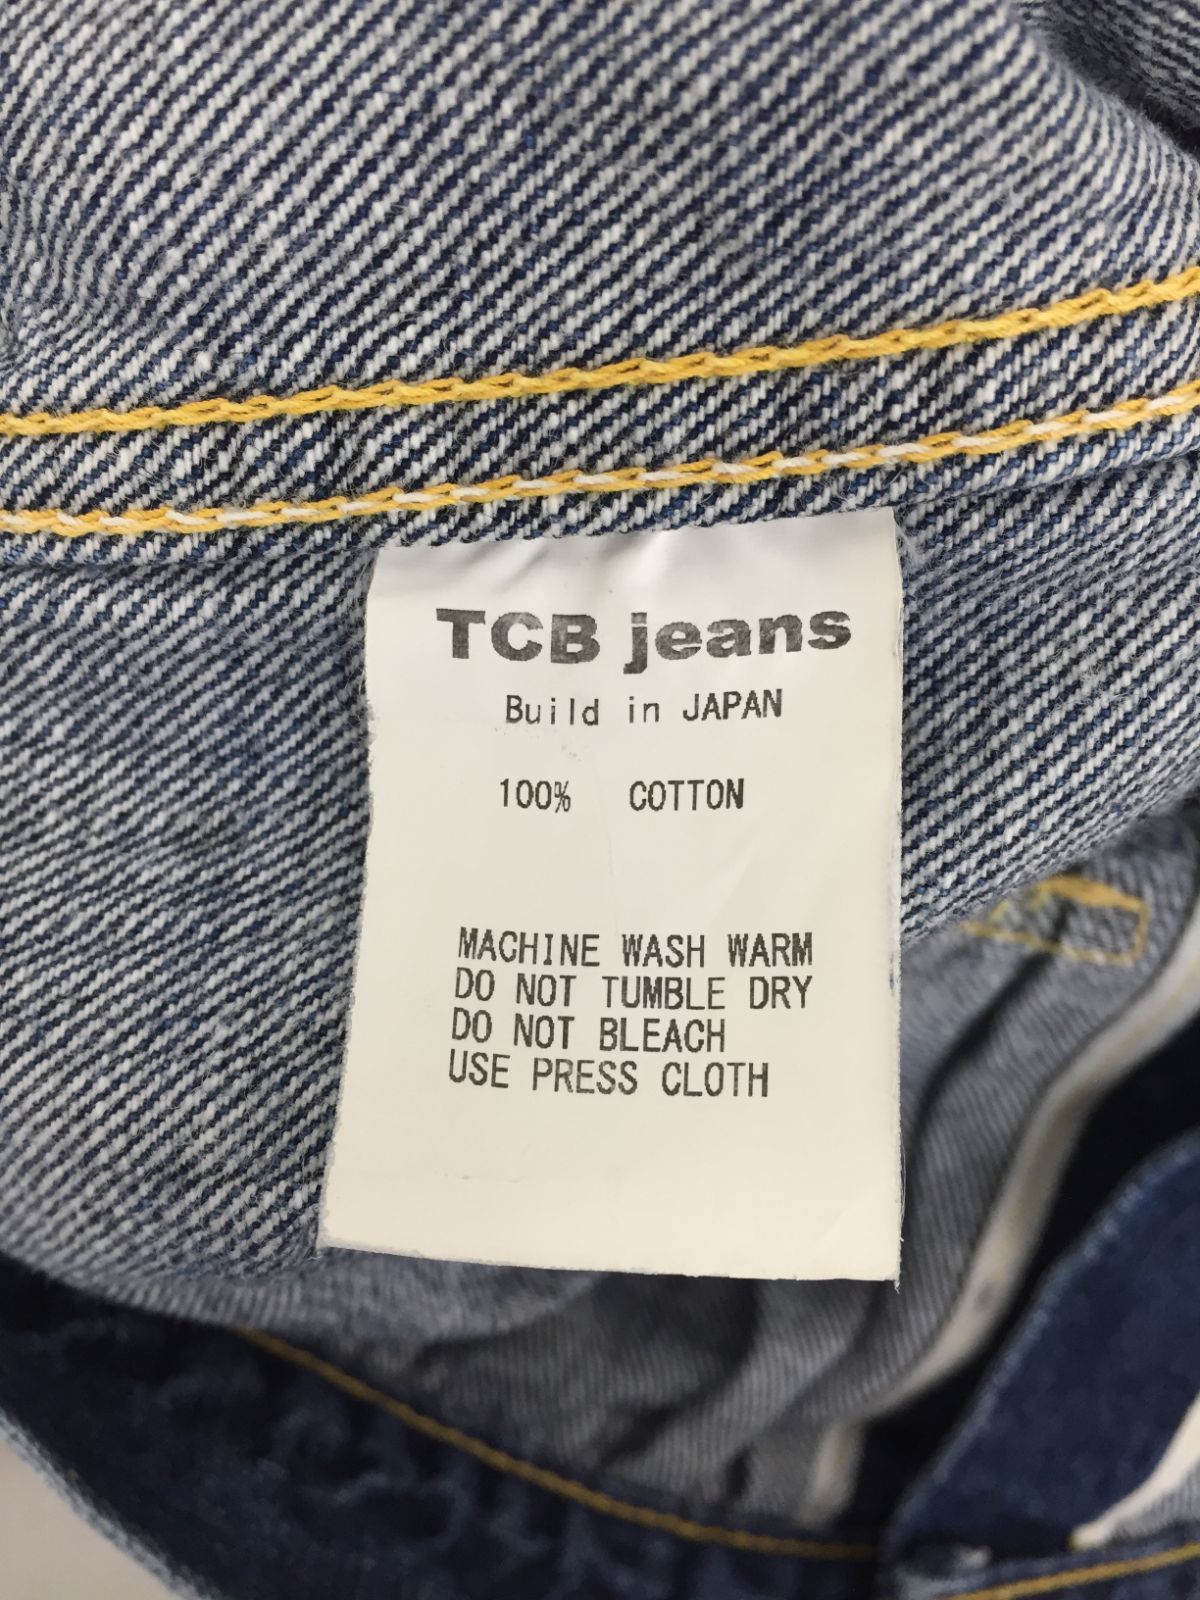 TCB jeans
Build in JAPAN
100% COTTON
MACHINE WASH WARM
DO NOT TUMBLE DRY
DO NOT BLEACH
USE PRESS CLOTH